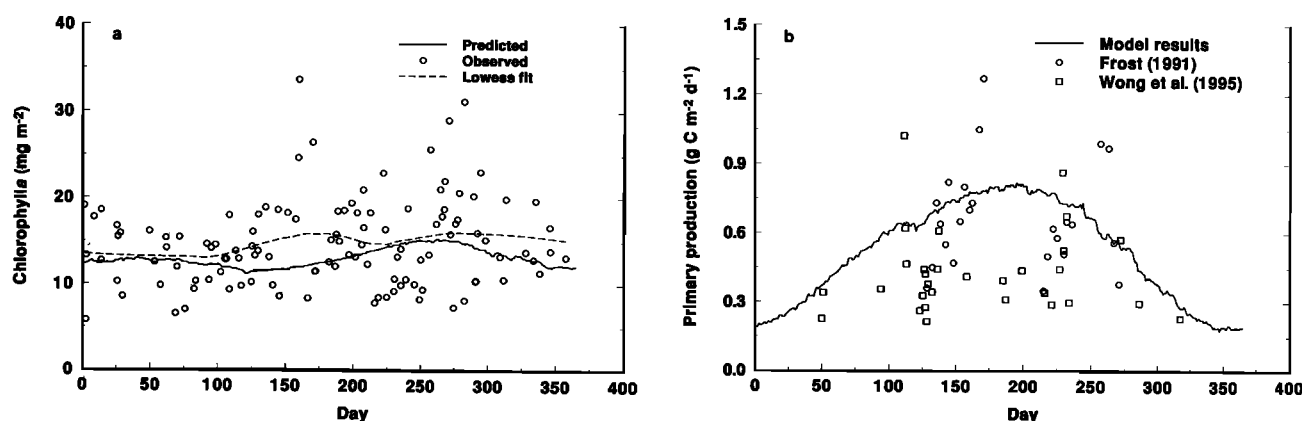 a
Predicted
Observed
Lowess fit
Chlorophyll a (mg m-2)
40
30
20
10
0
0 50 100 150 200 250 300 350 400
Day
b
Model results
Frost (1991)
Wong et al. (1995)
Primary production (g C m-2 d-1)
1.5
1.2
0.9
0.6
0.3
0.0
0 50 100 150 200 250 300 350 400
Day